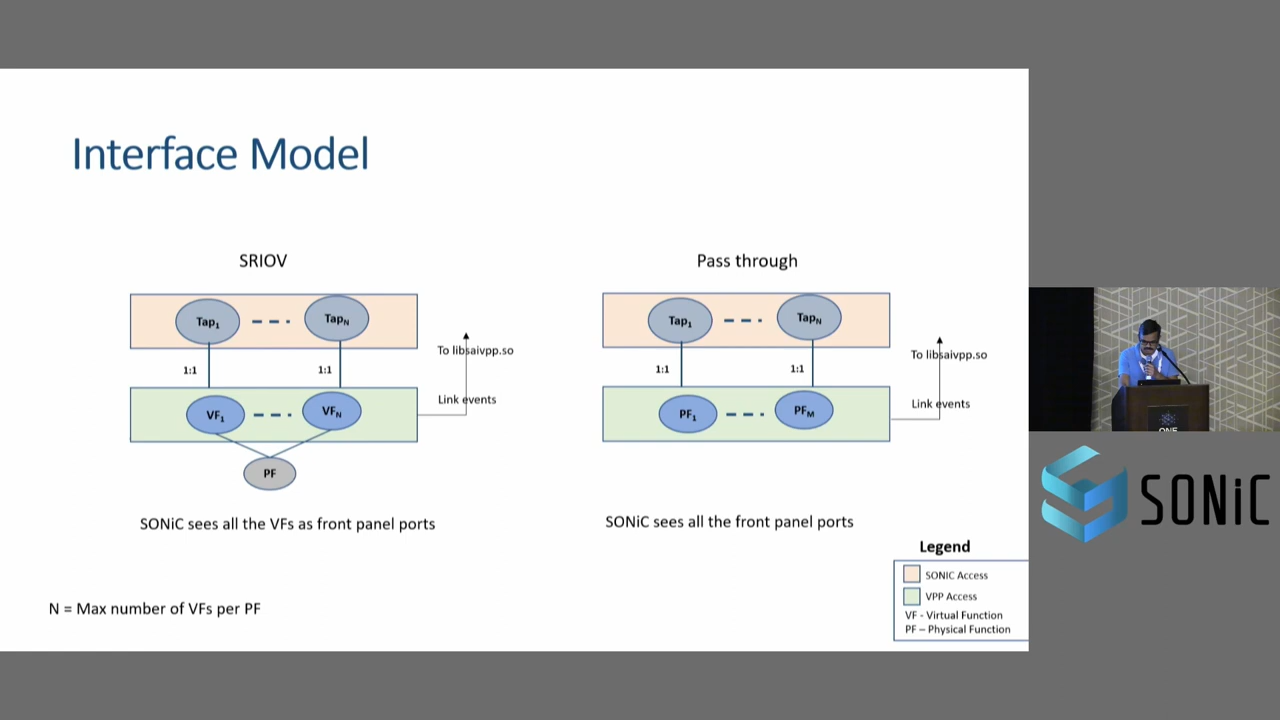 Interface Model
SRIOV
Tap1
TapN
1:1
1:1
To libsaivpp.so
VF1
VFN
Link events
PF
SONiC sees all the VFs as front panel ports
Pass through
Tap1
TapN
1:1
1:1
To libsaivpp.so
PF1
PFM
Link events
SONiC sees all the front panel ports
Legend
SONIC Access
VPP Access
VF - Virtual Function
PF – Physical Function
N = Max number of VFs per PF
ONE
SONiC